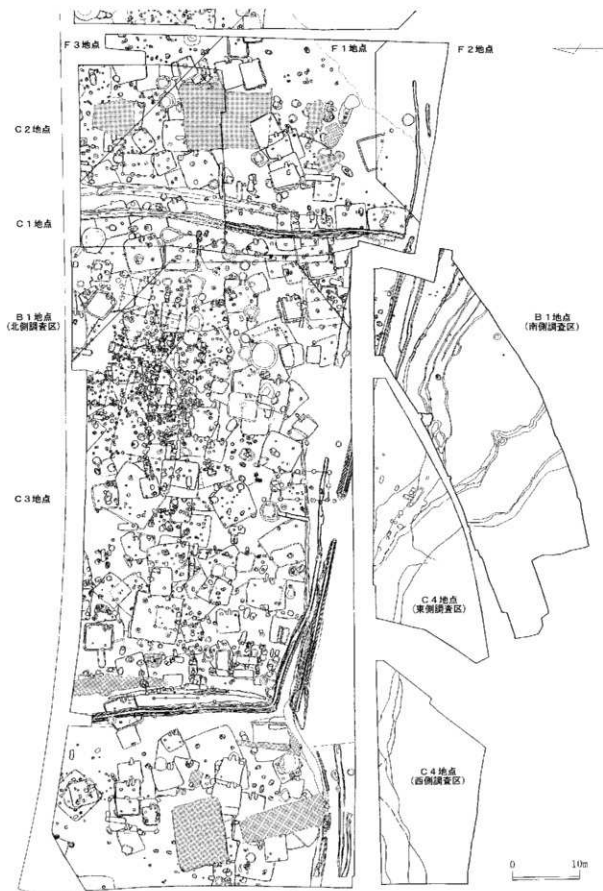 F3地点
F1地点
F2地点
C2地点
C1地点
B1地点
(北側調査区)
B1地点
(南側調査区)
C3地点
C4地点
(東側調査区)
C4地点
(西側調査区)
0 10m